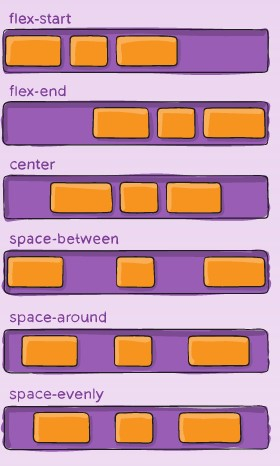 flex-start
flex-end
center
space-between
space-around
space-evenly